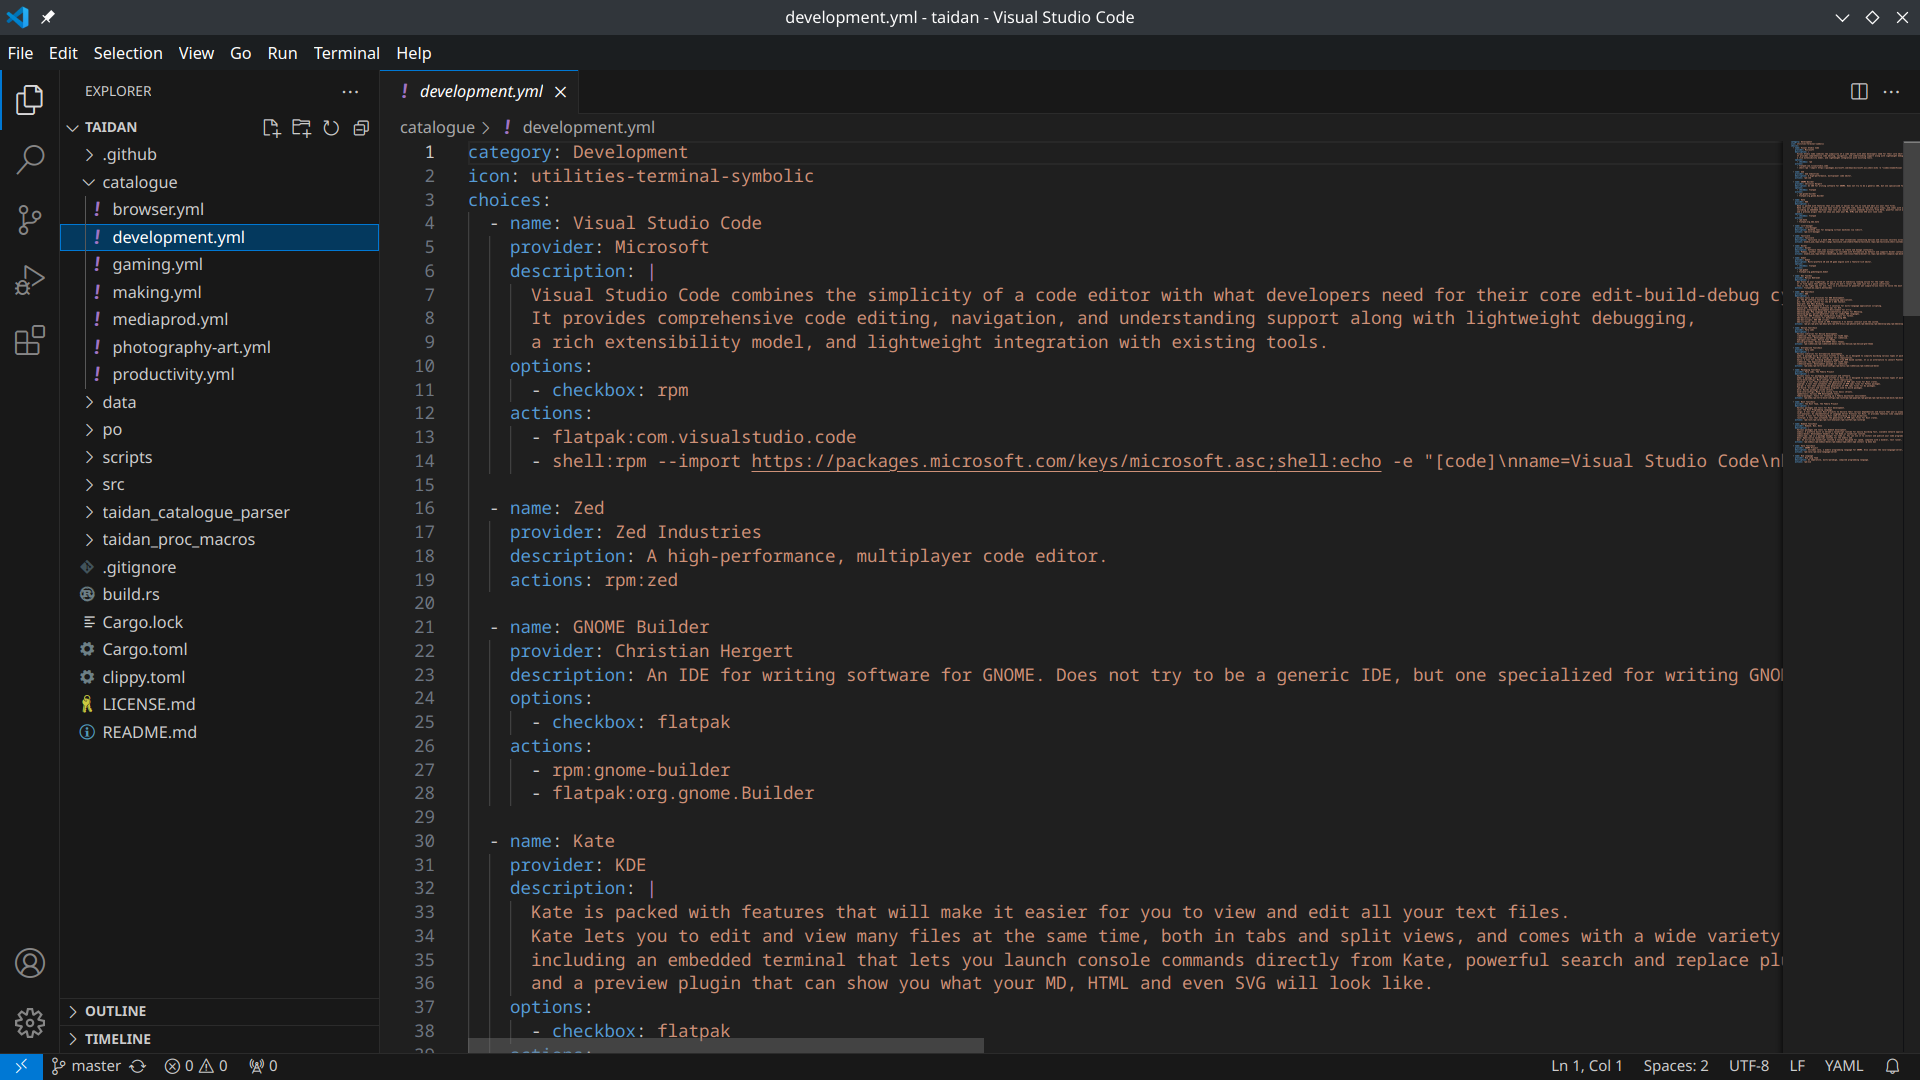 development.yml - taidan - Visual Studio Code
File Edit Selection View Go Run Terminal Help
EXPLORER
TAIDAN
.github
catalogue
browser.yml
development.yml
gaming.yml
making.yml
mediaprod.yml
photography-art.yml
productivity.yml
data
po
scripts
src
taidan_catalogue_parser
taidan_proc_macros
.gitignore
build.rs
Cargo.lock
Cargo.toml
clippy.toml
LICENSE.md
README.md
OUTLINE
TIMELINE
! development.yml
catalogue > ! development.yml
1 category: Development
2 icon: utilities-terminal-symbolic
3 choices:
4 - name: Visual Studio Code
5 provider: Microsoft
6 description: |
7 Visual Studio Code combines the simplicity of a code editor with what developers need for their core edit-build-debug
8 It provides comprehensive code editing, navigation, and understanding support along with lightweight debugging,
9 a rich extensibility model, and lightweight integration with existing tools.
10 options:
11 - checkbox: rpm
12 actions:
13 - flatpak:com.visualstudio.code
14 - shell:rpm --import https://packages.microsoft.com/keys/microsoft.asc;shell:echo -e "[code]\nname=Visual Studio Code\n
15
16 - name: Zed
17 provider: Zed Industries
18 description: A high-performance, multiplayer code editor.
19 actions: rpm:zed
20
21 - name: GNOME Builder
22 provider: Christian Hergert
23 description: An IDE for writing software for GNOME. Does not try to be a generic IDE, but one specialized for writing
24 options:
25 - checkbox: flatpak
26 actions:
27 - rpm:gnome-builder
28 - flatpak:org.gnome.Builder
29
30 - name: Kate
31 provider: KDE
32 description: |
33 Kate is packed with features that will make it easier for you to view and edit all your text files.
34 Kate lets you to edit and view many files at the same time, both in tabs and split views, and comes with a wide variety
35 including an embedded terminal that lets you launch console commands directly from Kate, powerful search and replace
36 and a preview plugin that can show you what your MD, HTML and even SVG will look like.
37 options:
38 - checkbox: flatpak
master 0 0 0 Ln 1, Col 1 Spaces: 2 UTF-8 LF YAML